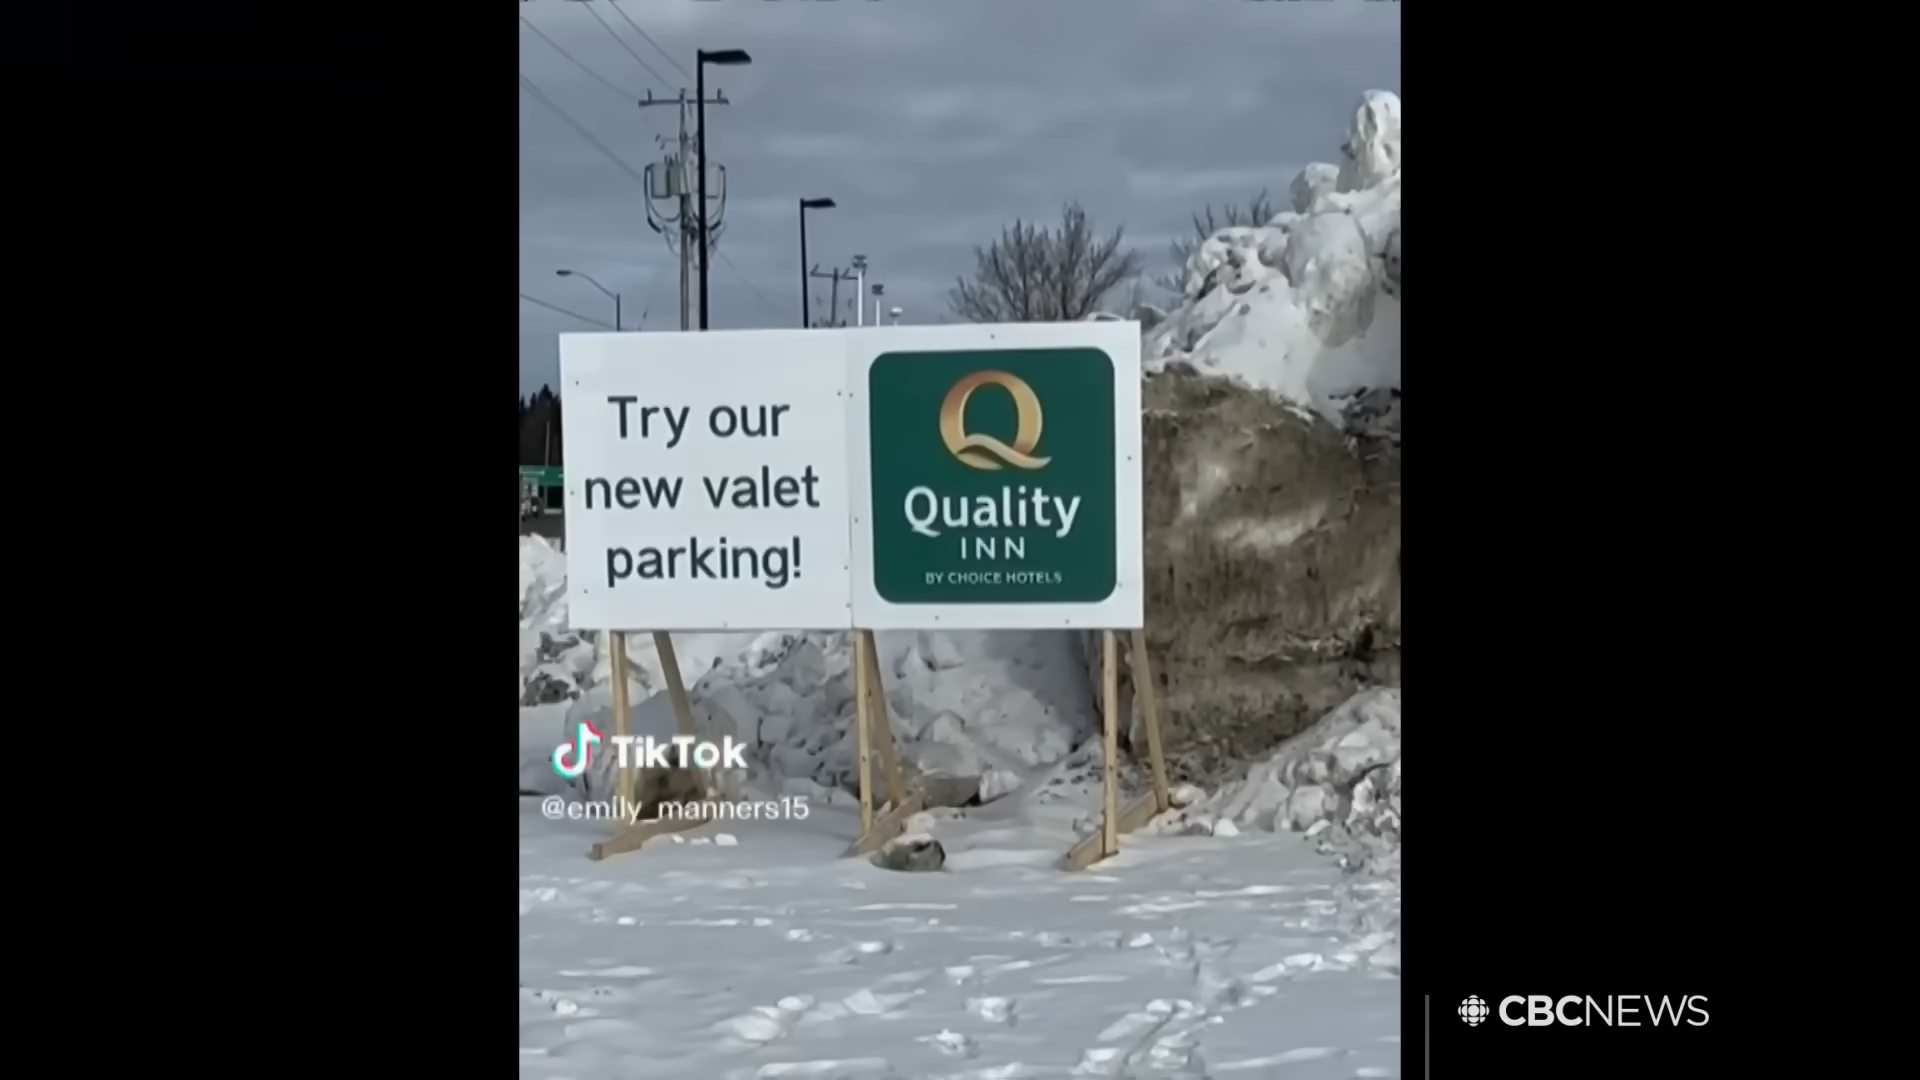 Try our
new valet
parking!
Quality
INN
BY CHOICE HOTELS
TikTok
@emily_manners15
CBCNEWS